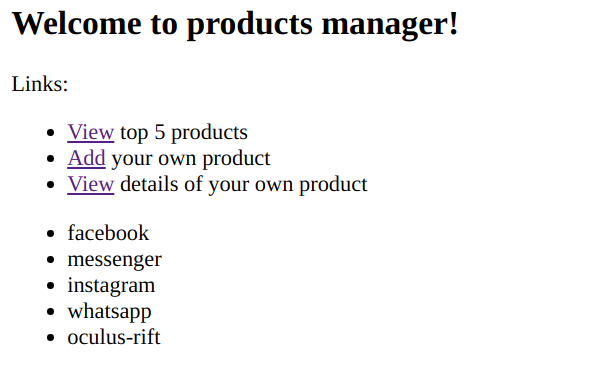 Welcome to products manager!
Links:
View top 5 products
Add your own product
View details of your own product
facebook
messenger
instagram
whatsapp
oculus-rift